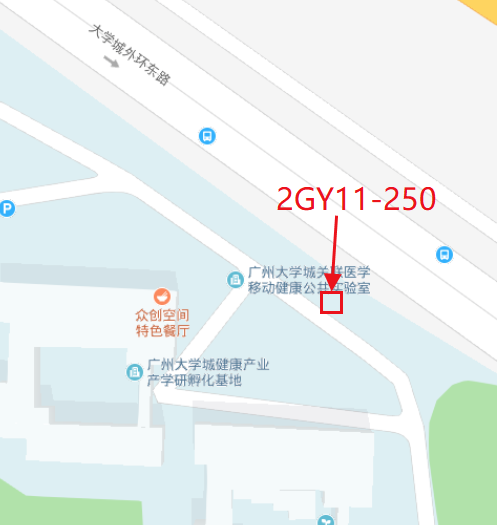 大学城外环东路
2GY11-250
广州大学城关联医学
移动健康公共实验室
众创空间
特色餐厅
广州大学城健康产业
产学研孵化基地
P